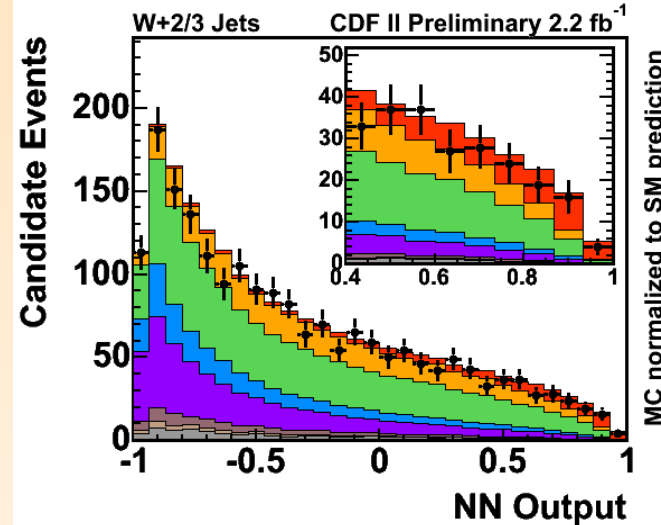 W+2/3 Jets CDF II Preliminary 2.2 fb-1
Candidate Events
200
150
100
50
0
-1 -0.5 0 0.5 1
NN Output
50
40
30
20
10
0
0.4 0.6 0.8 1
MC normalized to SM prediction